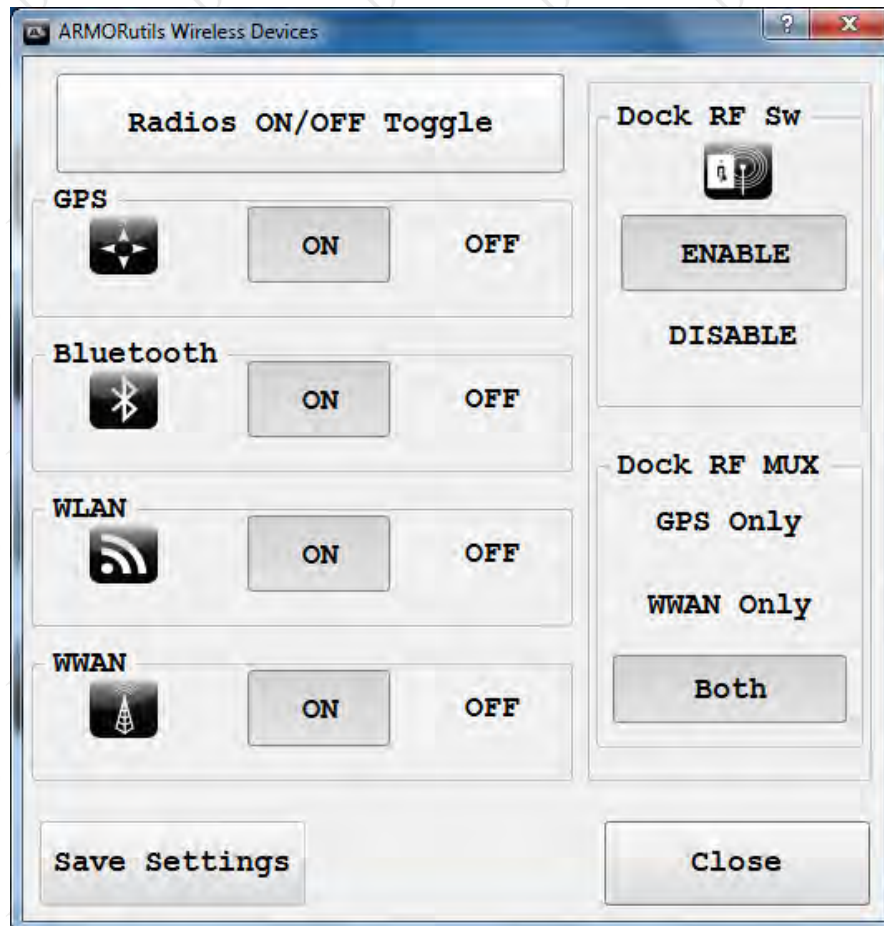 ARMORutils Wireless Devices
Radios ON/OFF Toggle
GPS
ON OFF
Bluetooth
ON OFF
WLAN
ON OFF
WWAN
ON OFF
Dock RF Sw
ENABLE
DISABLE
Dock RF MUX
GPS Only
WWAN Only
Both
Save Settings
Close